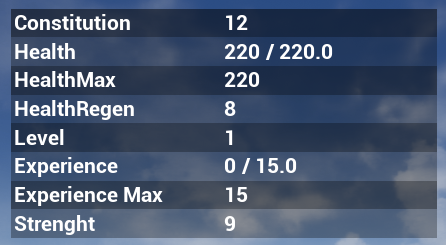 Constitution 12
Health 220 / 220.0
HealthMax 220
HealthRegen 8
Level 1
Experience 0 / 15.0
Experience Max 15
Strenght 9